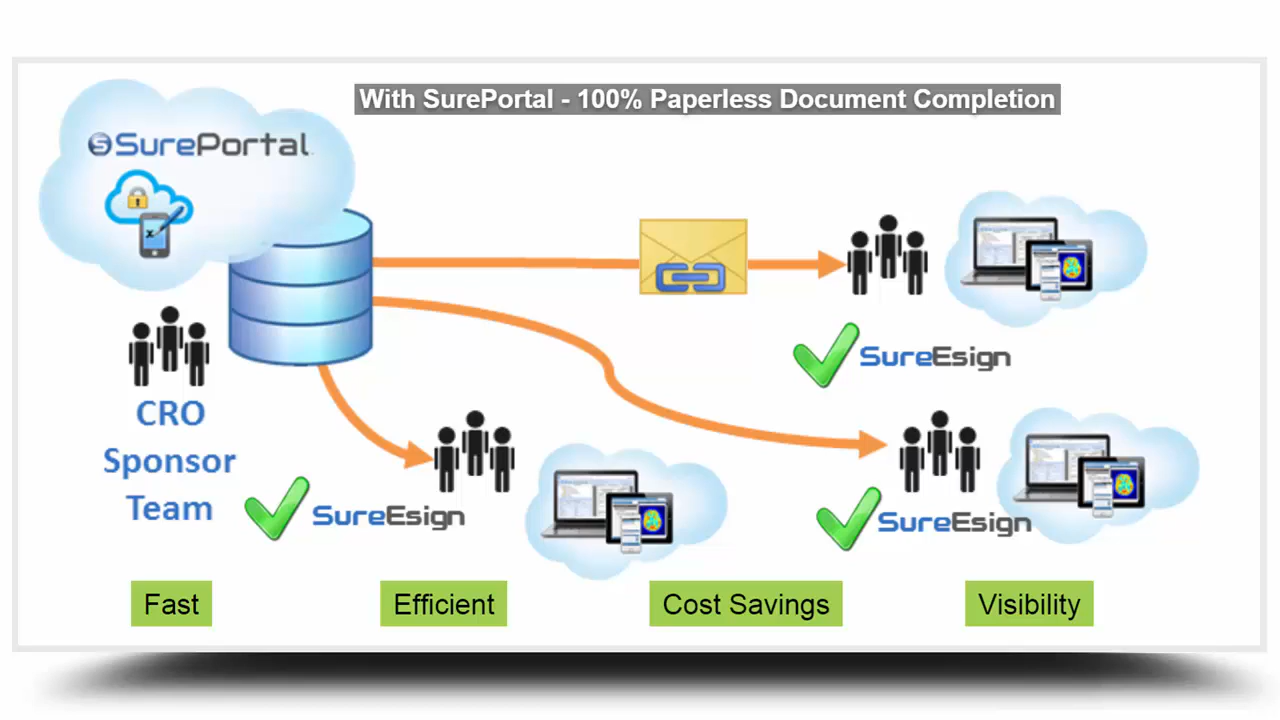 With SurePortal - 100% Paperless Document Completion
SurePortal
CRO
Sponsor
Team
SureEsign
SureEsign
SureEsign
Fast
Efficient
Cost Savings
Visibility